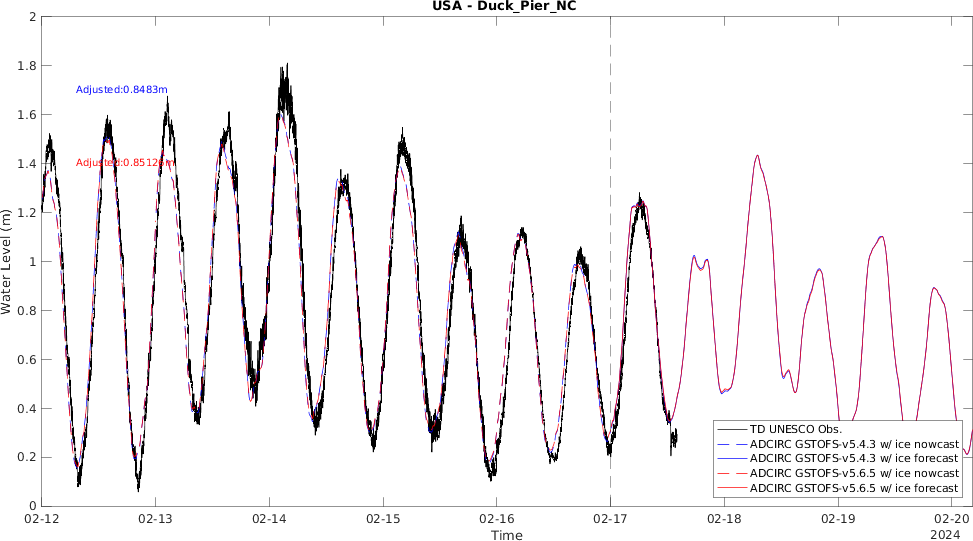 USA - Duck_Pier_NC
2
1.8
1.6
1.4
1.2
1
0.8
0.6
0.4
0.2
0
Water Level (m)
Adjusted:0.8483m
Adjusted:0.85126m
TD UNESCO Obs.
ADCIRC GSTOFS-v5.4.3 w/ ice nowcast
ADCIRC GSTOFS-v5.4.3 w/ ice forecast
ADCIRC GSTOFS-v5.6.5 w/ ice nowcast
ADCIRC GSTOFS-v5.6.5 w/ ice forecast
02-12 02-13 02-14 02-15 02-16 02-17 02-18 02-19 02-20
Time
2024